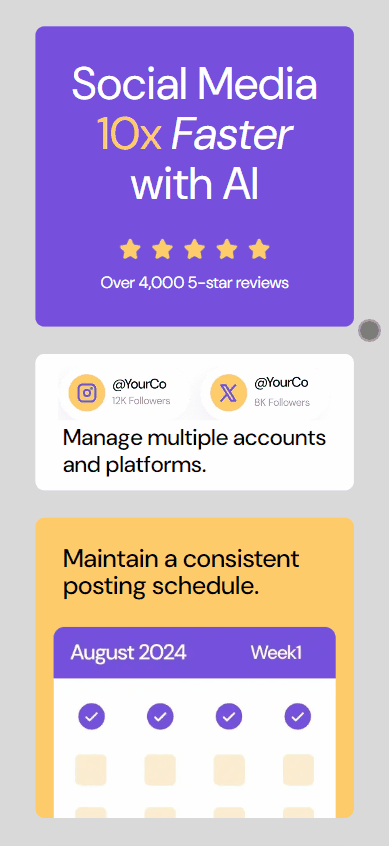 Social Media
10x Faster
with AI
Over 4,000 5-star reviews
@YourCo
12K Followers
@YourCo
8K Followers
Manage multiple accounts
and platforms.
Maintain a consistent
posting schedule.
August 2024 Week1